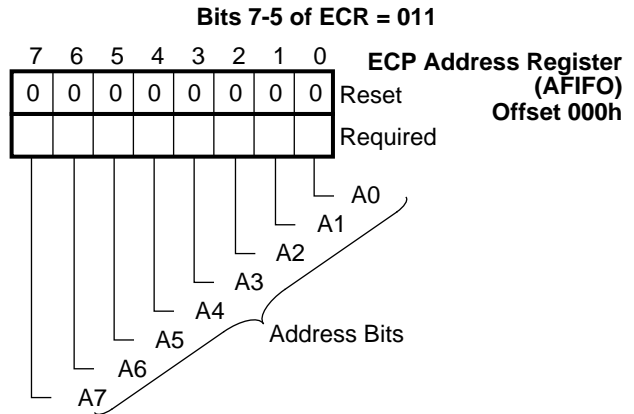 Bits 7-5 of ECR = 011
7 6 5 4 3 2 1 0
ECP Address Register
(AFIFO)
Offset 000h
0 0 0 0 0 0 0 0 Reset
Required
A0
A1
A2
A3
A4
A5
A6
A7
Address Bits